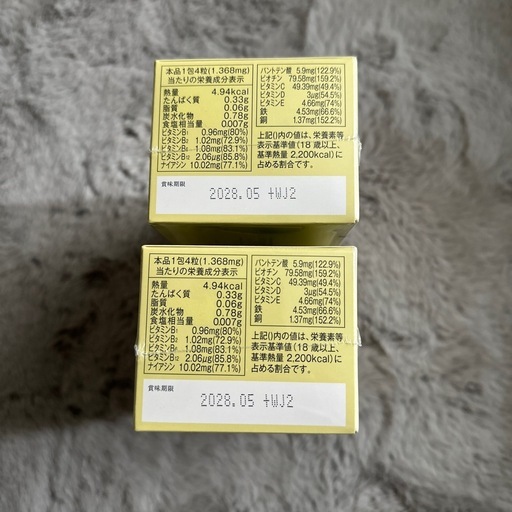 本品1包4粒(1.368mg)
当たりの栄養成分表示
熱量 4.94kcal
たんぱく質 0.33g
脂質 0.06g
炭水化物 0.78g
食塩相当量 0.007g
ビタミンB1 0.96mg(80%)
ビタミンB2 1.02mg(72.9%)
ビタミンB6 1.08mg(83.1%)
ビタミンB12 2.06μg(85.8%)
ナイアシン 10.02mg(77.1%)
パントテン酸 5.9mg(122.9%)
ビオチン 79.58mg(159.2%)
ビタミンC 49.39mg(49.4%)
ビタミンD 3μg(54.5%)
ビタミンE 4.66mg(74%)
鉄 4.53mg(66.6%)
銅 1.37mg(152.2%)
上記()内の値は、栄養素等
表示基準値(18歳以上、
基準熱量2,200kcal)に
占める割合です。
賞味期限 2028.05 +WJ2
本品1包4粒(1.368mg)
当たりの栄養成分表示
熱量 4.94kcal
たんぱく質 0.33g
脂質 0.06g
炭水化物 0.78g
食塩相当量 0.007g
ビタミンB1 0.96mg(80%)
ビタミンB2 1.02mg(72.9%)
ビタミンB6 1.08mg(83.1%)
ビタミンB12 2.06μg(85.8%)
ナイアシン 10.02mg(77.1%)
パントテン酸 5.9mg(122.9%)
ビオチン 79.58mg(159.2%)
ビタミンC 49.39mg(49.4%)
ビタミンD 3μg(54.5%)
ビタミンE 4.66mg(74%)
鉄 4.53mg(66.6%)
銅 1.37mg(152.2%)
上記()内の値は、栄養素等
表示基準値(18歳以上、
基準熱量2,200kcal)に
占める割合です。
賞味期限 2028.05 +WJ2